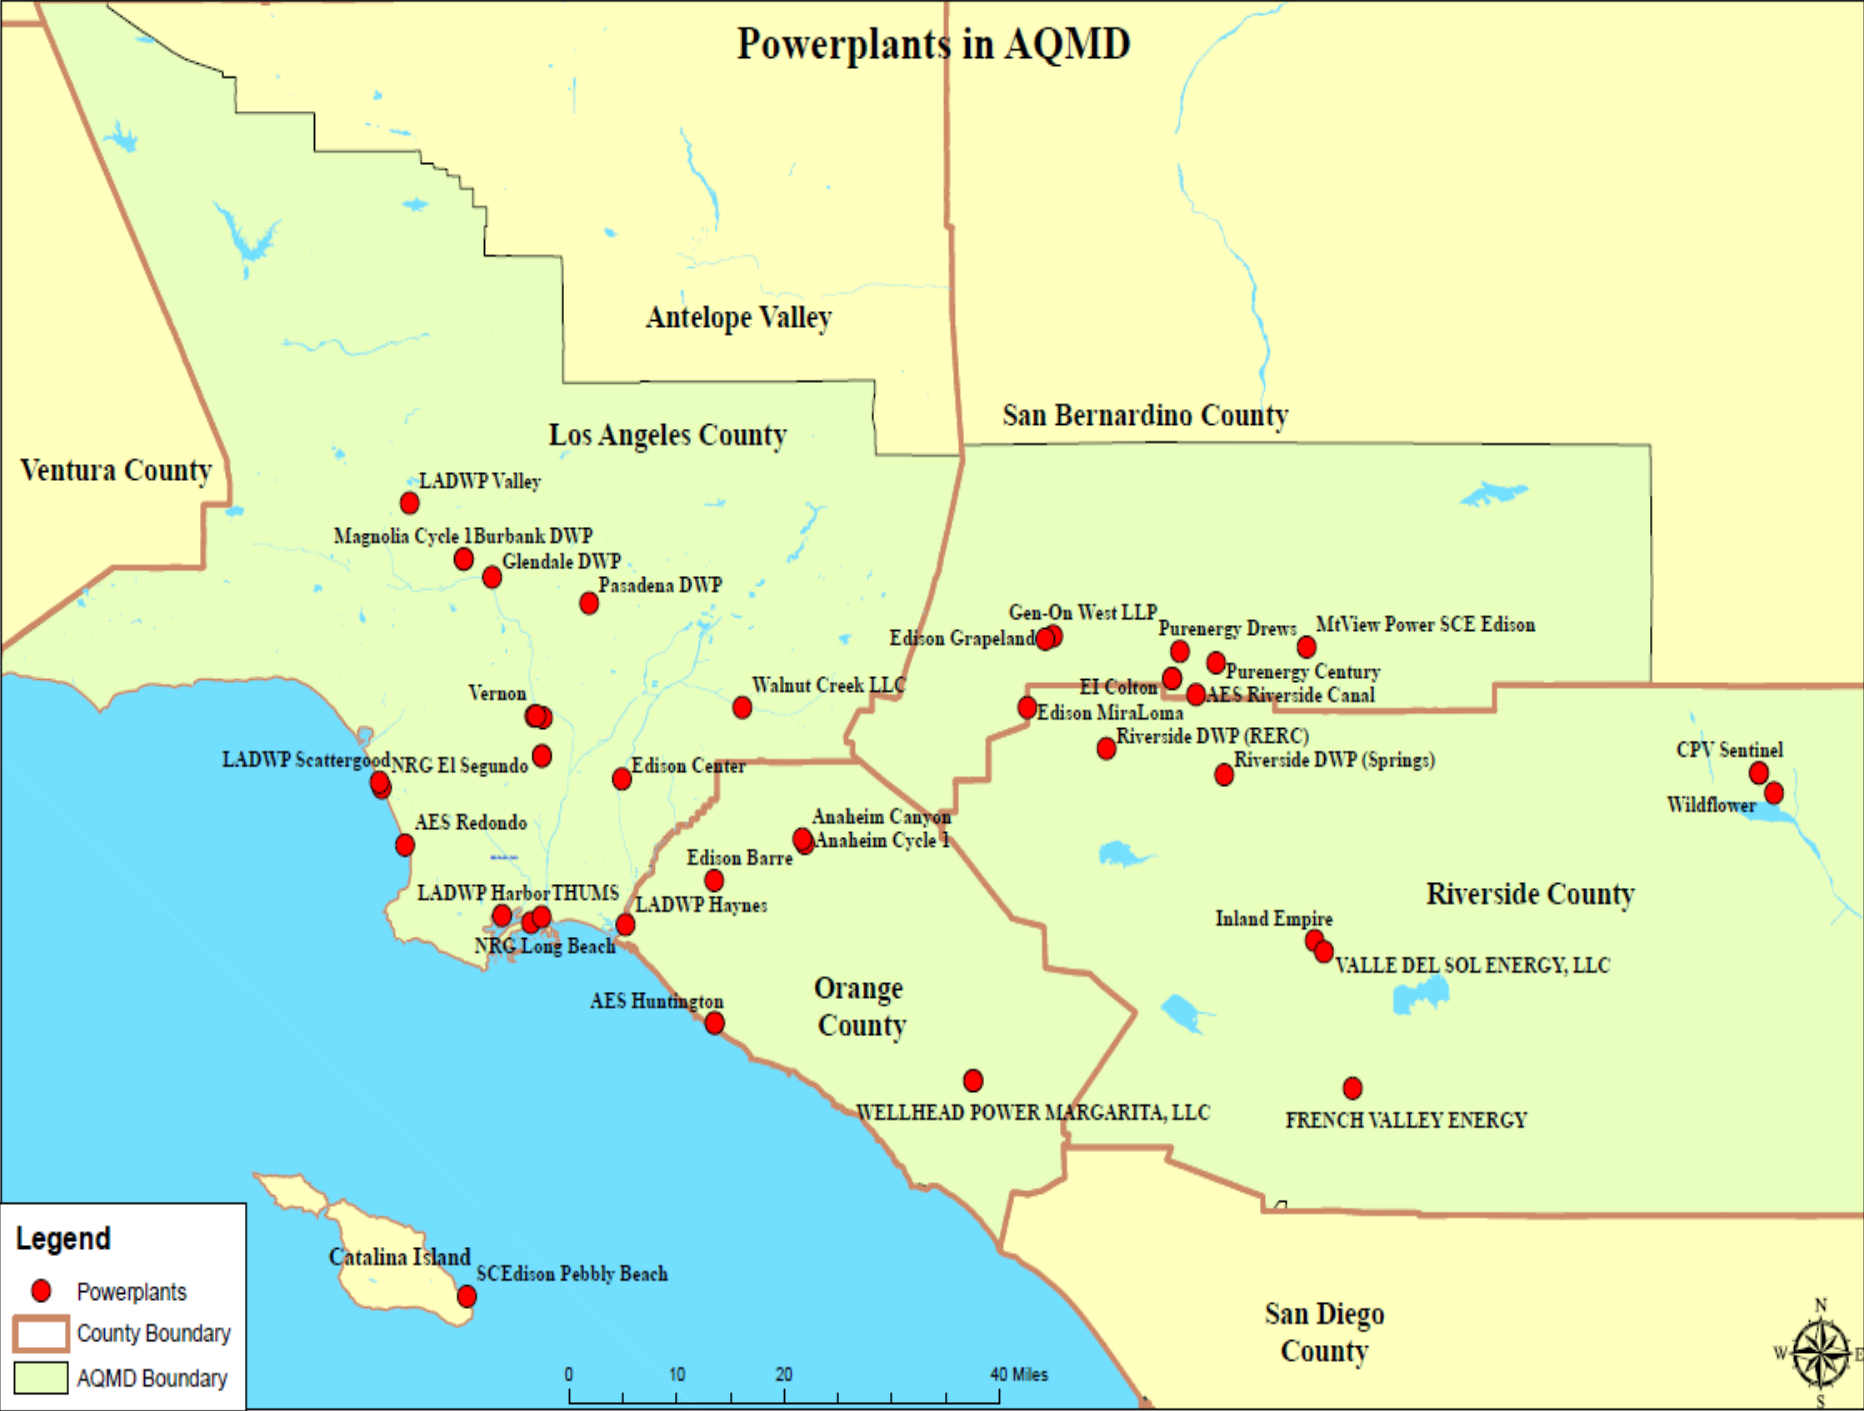 Powerplants in AQMD
Antelope Valley
San Bernardino County
Los Angeles County
Ventura County
LADWP Valley
Magnolia Cycle 1Burbank DWP
Glendale DWP
Pasadena DWP
Gen-On West LLP
Edison Grapeland
Purenergy Drews
MtView Power SCE Edison
Purenergy Century
EI Colton
AES Riverside Canal
Walnut Creek LLC
Vernon
Edison MiraLoma
Riverside DWP (RERC)
Riverside DWP (Springs)
LADWP Scattergood
NRG El Segundo
Edison Center
CPV Sentinel
Wildflower
AES Redondo
Anaheim Canyon
Anaheim Cycle 1
Edison Barre
LADWP Harbor
THUMS
LADWP Haynes
NRG Long Beach
Riverside County
Inland Empire
VALLE DEL SOL ENERGY, LLC
AES Huntington
Orange
County
WELLHEAD POWER MARGARITA, LLC
FRENCH VALLEY ENERGY
Catalina Island
SCEdison Pebbly Beach
San Diego
County
Legend
Powerplants
County Boundary
AQMD Boundary
0 10 20 40 Miles
N
W E
S